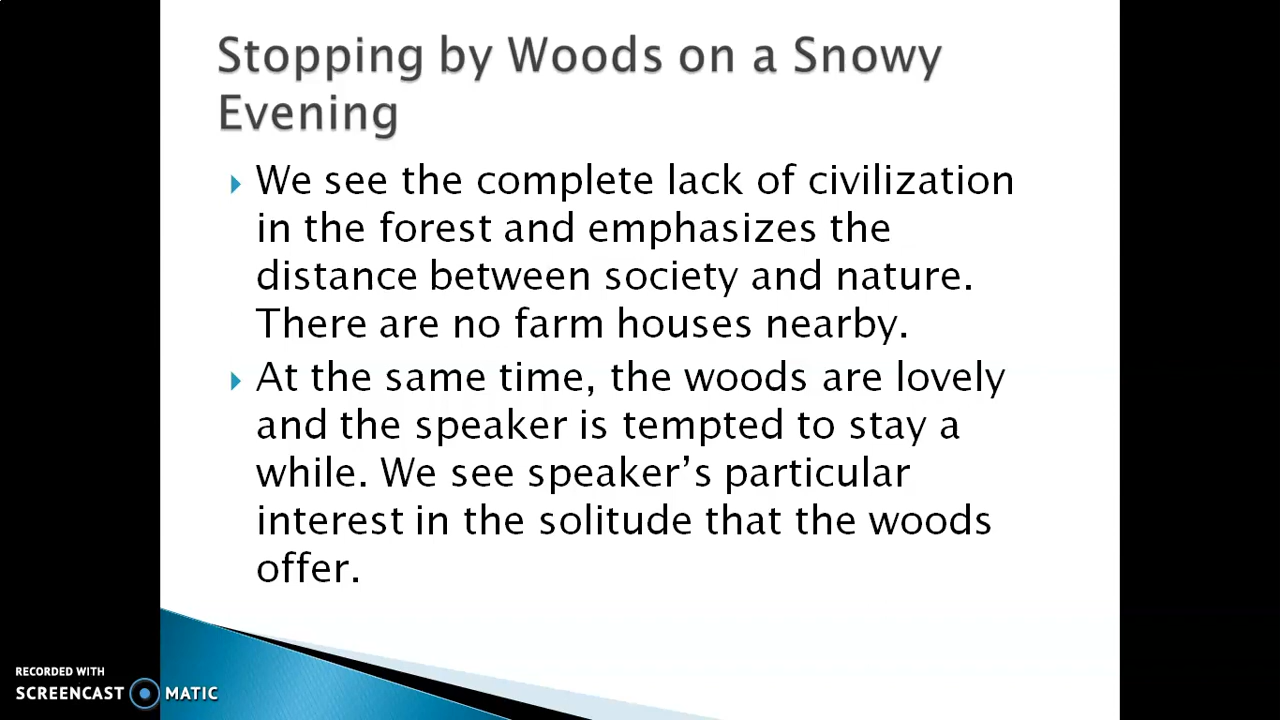 Stopping by Woods on a Snowy
Evening
We see the complete lack of civilization
in the forest and emphasizes the
distance between society and nature.
There are no farm houses nearby.
At the same time, the woods are lovely
and the speaker is tempted to stay a
while. We see speaker’s particular
interest in the solitude that the woods
offer.
RECORDED WITH
SCREENCAST MATIC